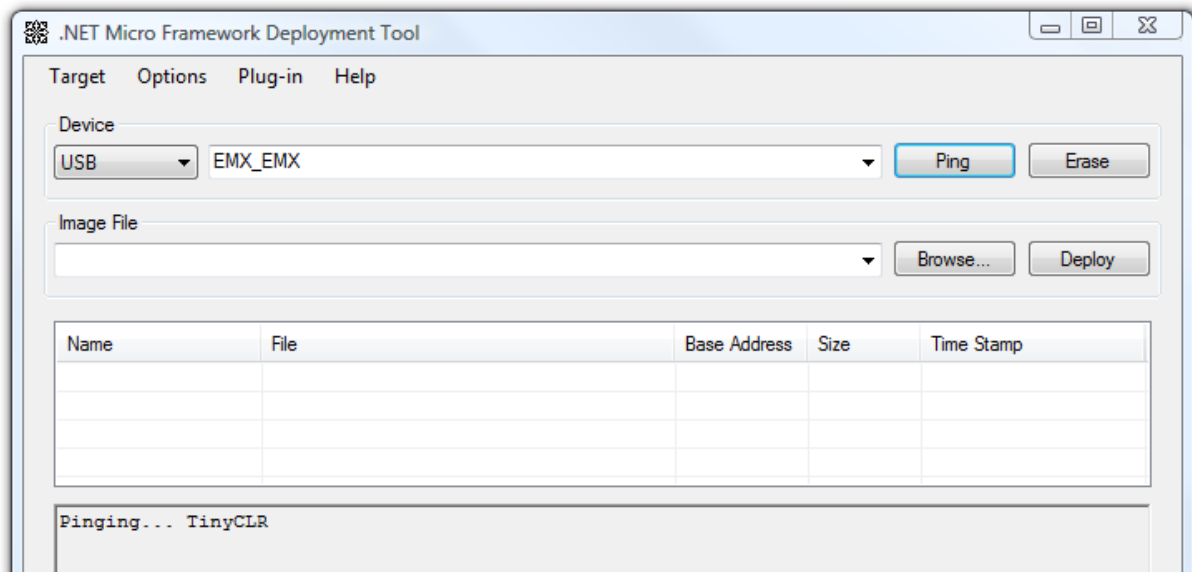 .NET Micro Framework Deployment Tool
Target Options Plug-in Help
Device
USB EMX_EMX Ping Erase
Image File
Browse... Deploy
Name File Base Address Size Time Stamp
Pinging... TinyCLR